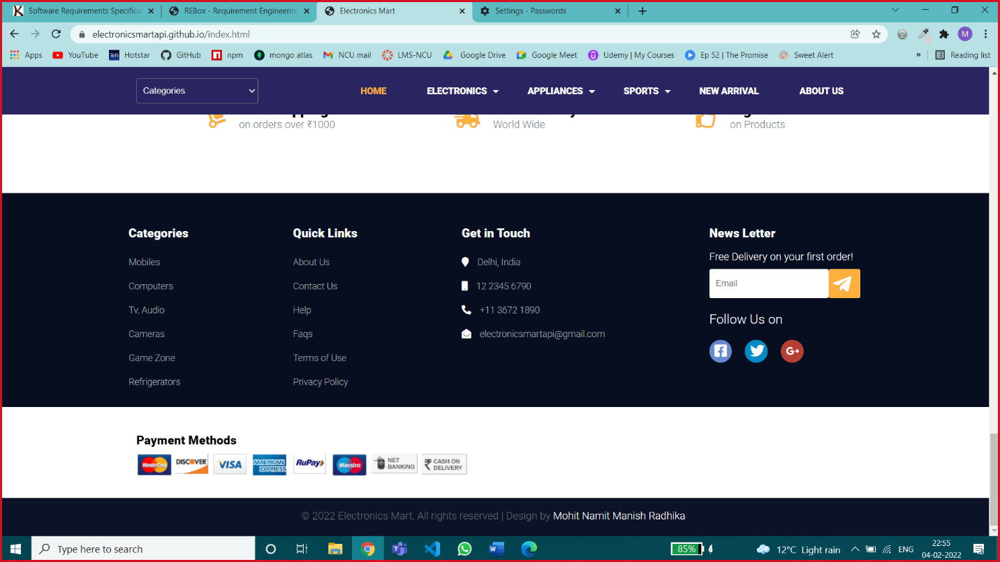 Software Requirements Specificat
REBox - Requirement Engineering
Electronics Mart
Settings - Passwords
electronicsmartapi.github.io/index.html
M
Apps YouTube Hotstar GitHub npm mongo atlas NCU mail LMS-NCU Google Drive Google Meet Udemy | My Courses Ep 52 | The Promise Sweet Alert » Reading list
Categories HOME ELECTRONICS APPLIANCES SPORTS NEW ARRIVAL ABOUT US
on orders over ₹1000 World Wide on Products
Categories
Mobiles
Computers
Tv, Audio
Cameras
Game Zone
Refrigerators
Quick Links
About Us
Contact Us
Help
Faqs
Terms of Use
Privacy Policy
Get in Touch
Delhi, India
12 2345 6790
+11 3672 1890
electronicsmartapi@gmail.com
News Letter
Free Delivery on your first order!
Email
Follow Us on
G+
Payment Methods
MasterCard DISCOVER VISA AMERICAN EXPRESS RuPay Maestro NET BANKING ₹ CASH ON DELIVERY
© 2022 Electronics Mart. All rights reserved | Design by Mohit Namit Manish Radhika
Type here to search
85%
12°C Light rain
ENG
22:55
04-02-2022